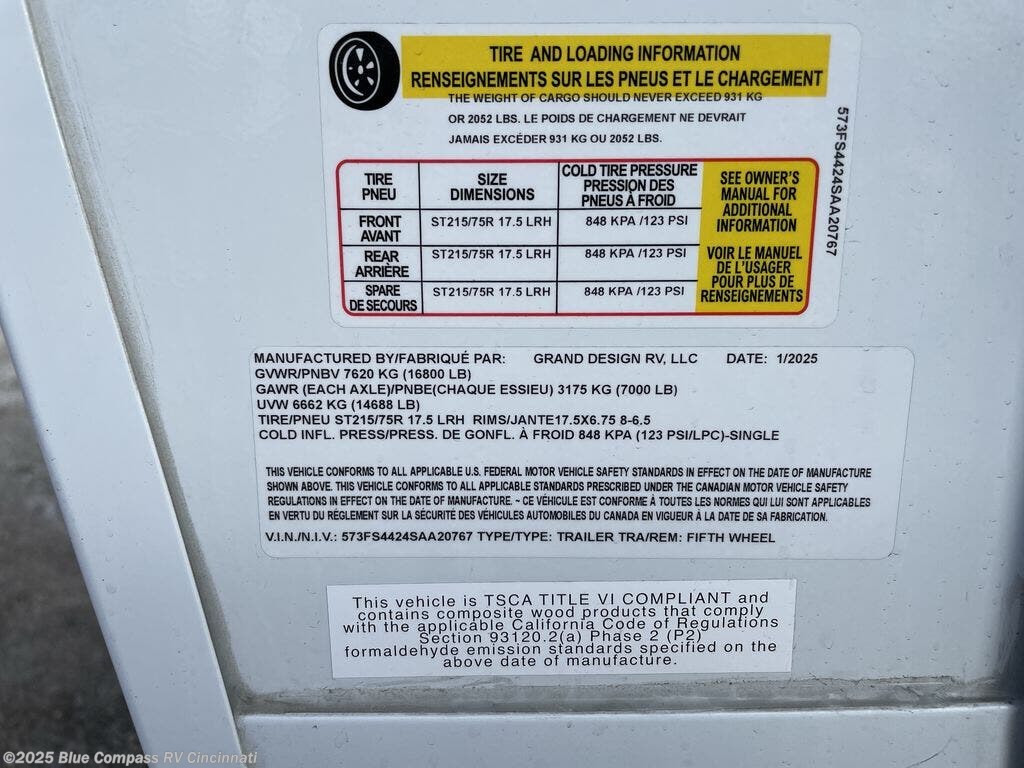 TIRE AND LOADING INFORMATION
RENSEIGNEMENTS SUR LES PNEUS ET LE CHARGEMENT
THE WEIGHT OF CARGO SHOULD NEVER EXCEED 931 KG
OR 2052 LBS. LE POIDS DE CHARGEMENT NE DEVRAIT
JAMAIS EXCÉDER 931 KG OU 2052 LBS.
TIRE
PNEU
SIZE
DIMENSIONS
COLD TIRE PRESSURE
PRESSION DES
PNEUS À FROID
FRONT
AVANT
ST215/75R 17.5 LRH
848 KPA /123 PSI
REAR
ARRIÈRE
ST215/75R 17.5 LRH
848 KPA /123 PSI
SPARE
DE SECOURS
ST215/75R 17.5 LRH
848 KPA /123 PSI
SEE OWNER'S
MANUAL FOR
ADDITIONAL
INFORMATION
VOIR LE MANUEL
DE L'USAGER
POUR PLUS DE
RENSEIGNEMENTS
573FS4424SAA20767
MANUFACTURED BY/FABRIQUÉ PAR: GRAND DESIGN RV, LLC DATE: 1/2025
GVWR/PNBV 7620 KG (16800 LB)
GAWR (EACH AXLE)/PNBE(CHAQUE ESSIEU) 3175 KG (7000 LB)
UVW 6662 KG (14688 LB)
TIRE/PNEU ST215/75R 17.5 LRH RIMS/JANTE17.5X6.75 8-6.5
COLD INFL. PRESS/PRESS. DE GONFL. À FROID 848 KPA (123 PSI/LPC)-SINGLE
THIS VEHICLE CONFORMS TO ALL APPLICABLE U.S. FEDERAL MOTOR VEHICLE SAFETY STANDARDS IN EFFECT ON THE DATE OF MANUFACTURE
SHOWN ABOVE. THIS VEHICLE CONFORMS TO ALL APPLICABLE STANDARDS PRESCRIBED UNDER THE CANADIAN MOTOR VEHICLE SAFETY
REGULATIONS IN EFFECT ON THE DATE OF MANUFACTURE. ~ CE VÉHICULE EST CONFORME À TOUTES LES NORMES QUI LUI SONT APPLICABLES
EN VERTU DU RÉGLEMENT SUR LA SÉCURITÉ DES VÉHICULES AUTOMOBILES DU CANADA EN VIGUEUR À LA DATE DE SA FABRICATION.
V.I.N./N.I.V.: 573FS4424SAA20767 TYPE/TYPE: TRAILER TRA/REM: FIFTH WHEEL
This vehicle is TSCA TITLE VI COMPLIANT and
contains composite wood products that comply
with the applicable California Code of Regulations
Section 93120.2(a) Phase 2 (P2)
formaldehyde emission standards specified on the
above date of manufacture.
©2025 Blue Compass RV Cincinnati